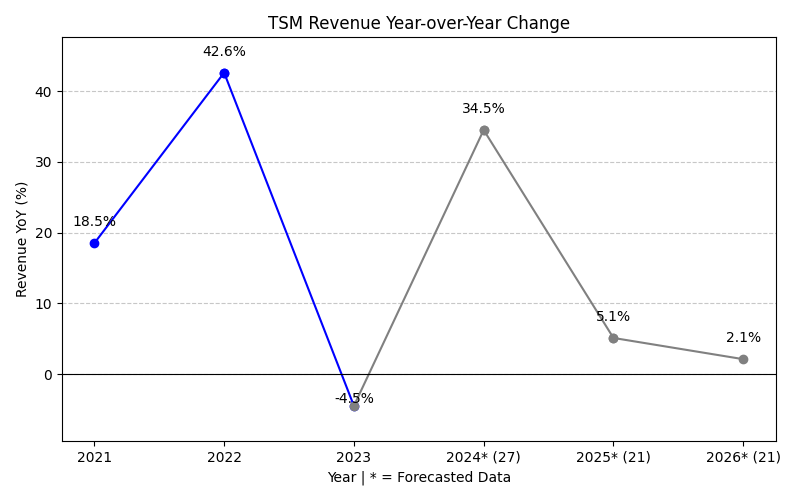 TSM Revenue Year-over-Year Change
42.6%
34.5%
18.5%
5.1%
2.1%
-4.5%
Revenue YoY (%)
40
30
20
10
0
2021 2022 2023 2024* (27) 2025* (21) 2026* (21)
Year | * = Forecasted Data